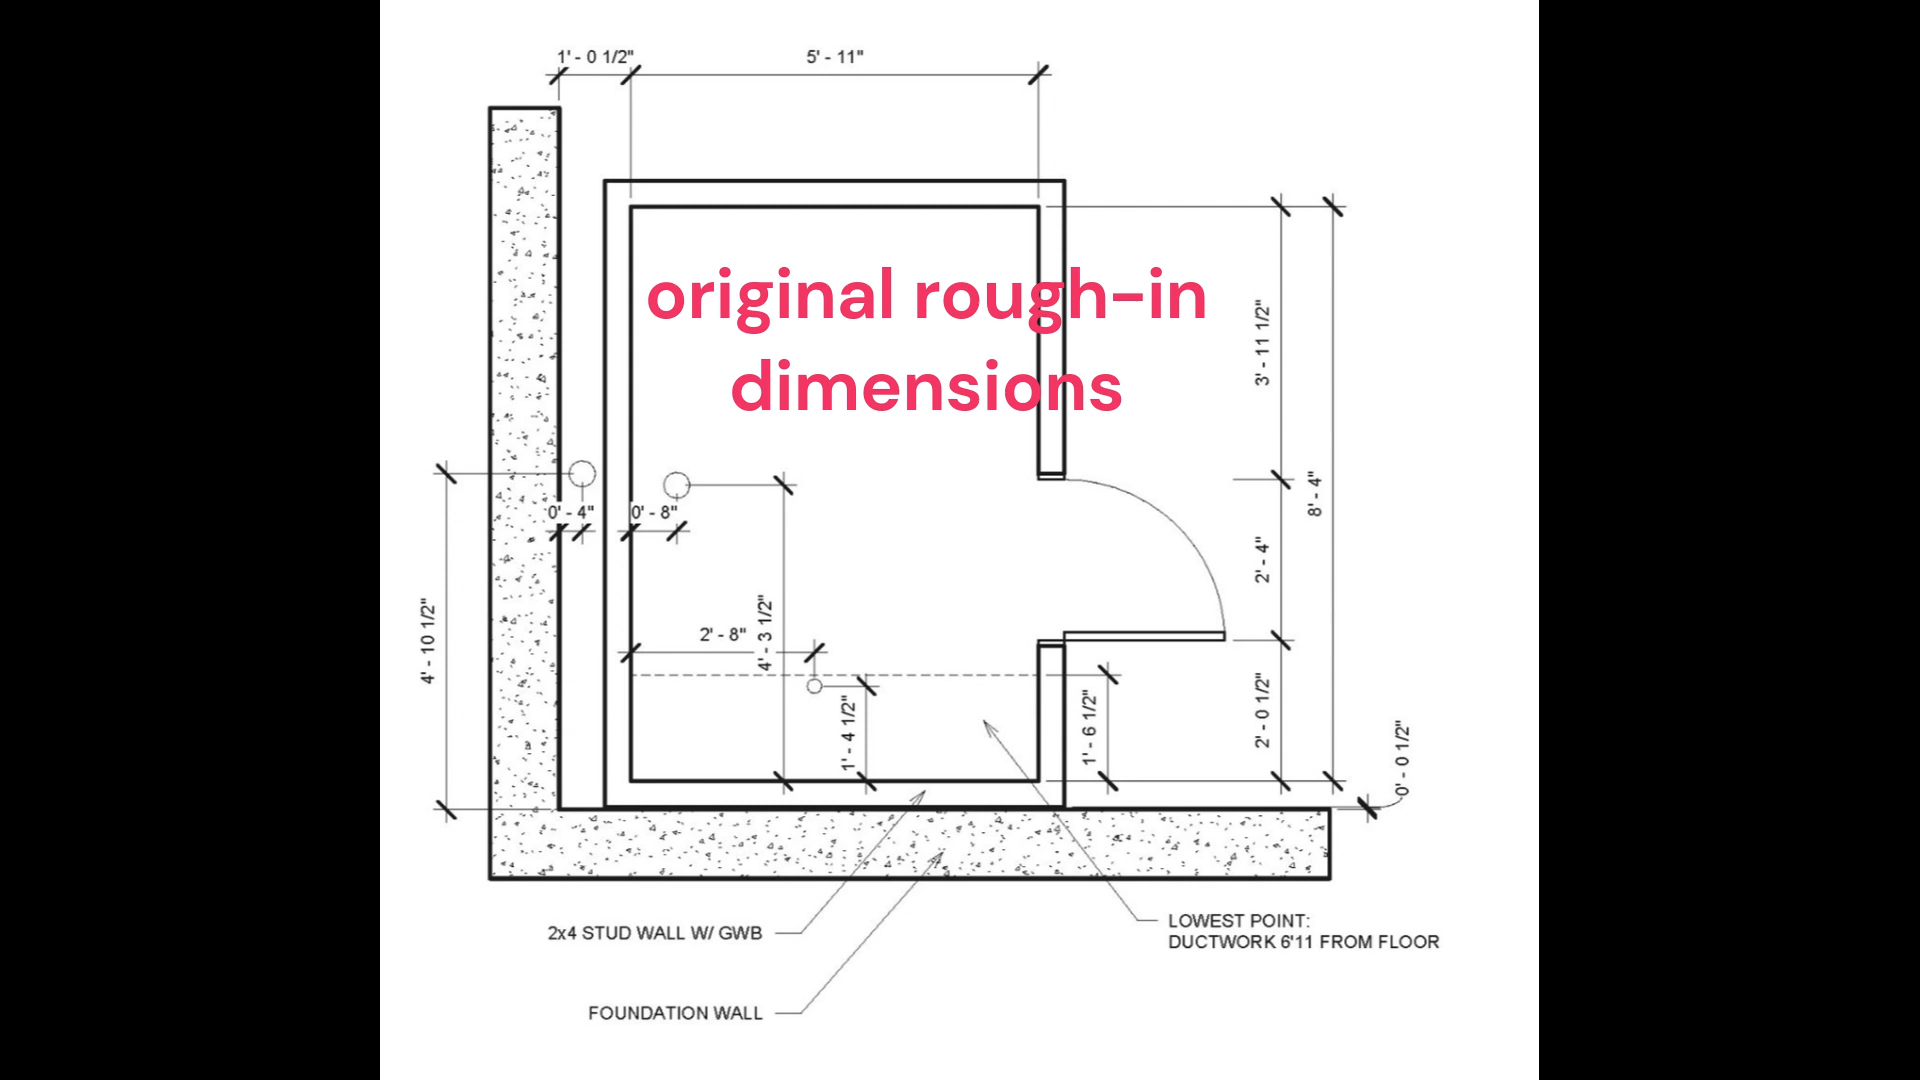 1' - 0 1/2"
5' - 11"
original rough-in
dimensions
3' - 11 1/2"
8' - 4"
0' - 4"
0' - 8"
2' - 4"
4' - 10 1/2"
2' - 8"
4' - 3 1/2"
1' - 4 1/2"
1' - 6 1/2"
2' - 0 1/2"
0' - 0 1/2"
2x4 STUD WALL W/ GWB
LOWEST POINT:
DUCTWORK 6'11 FROM FLOOR
FOUNDATION WALL